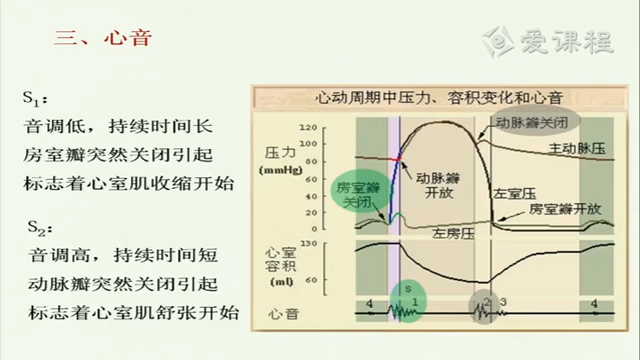 三、心音
爱课程
S1：
音调低，持续时间长
房室瓣突然关闭引起
标志着心室肌收缩开始
S2：
音调高，持续时间短
动脉瓣突然关闭引起
标志着心室肌舒张开始
心动周期中压力、容积变化和心音
动脉瓣关闭
120
压力
100
主动脉压
(mmHg)
80
60
动脉瓣
开放
房室瓣
关闭
40
左室压
20
房室瓣开放
0
左房压
心室
容积
(ml)
130
60
S
心音
4
1
2
3
4